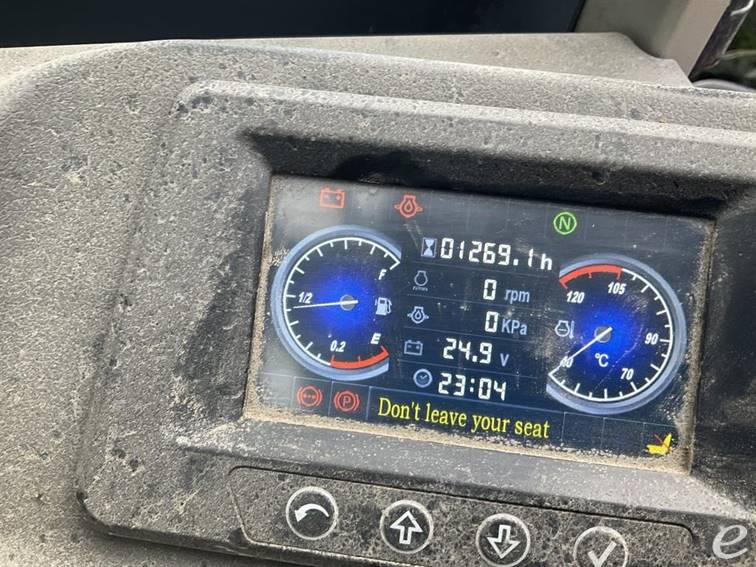 N
01269.1 h
F
1/2
0.2
E
0 rpm
0 KPa
24.9 V
23:04
120
105
90
70
°C
P
Don't leave your seat
e